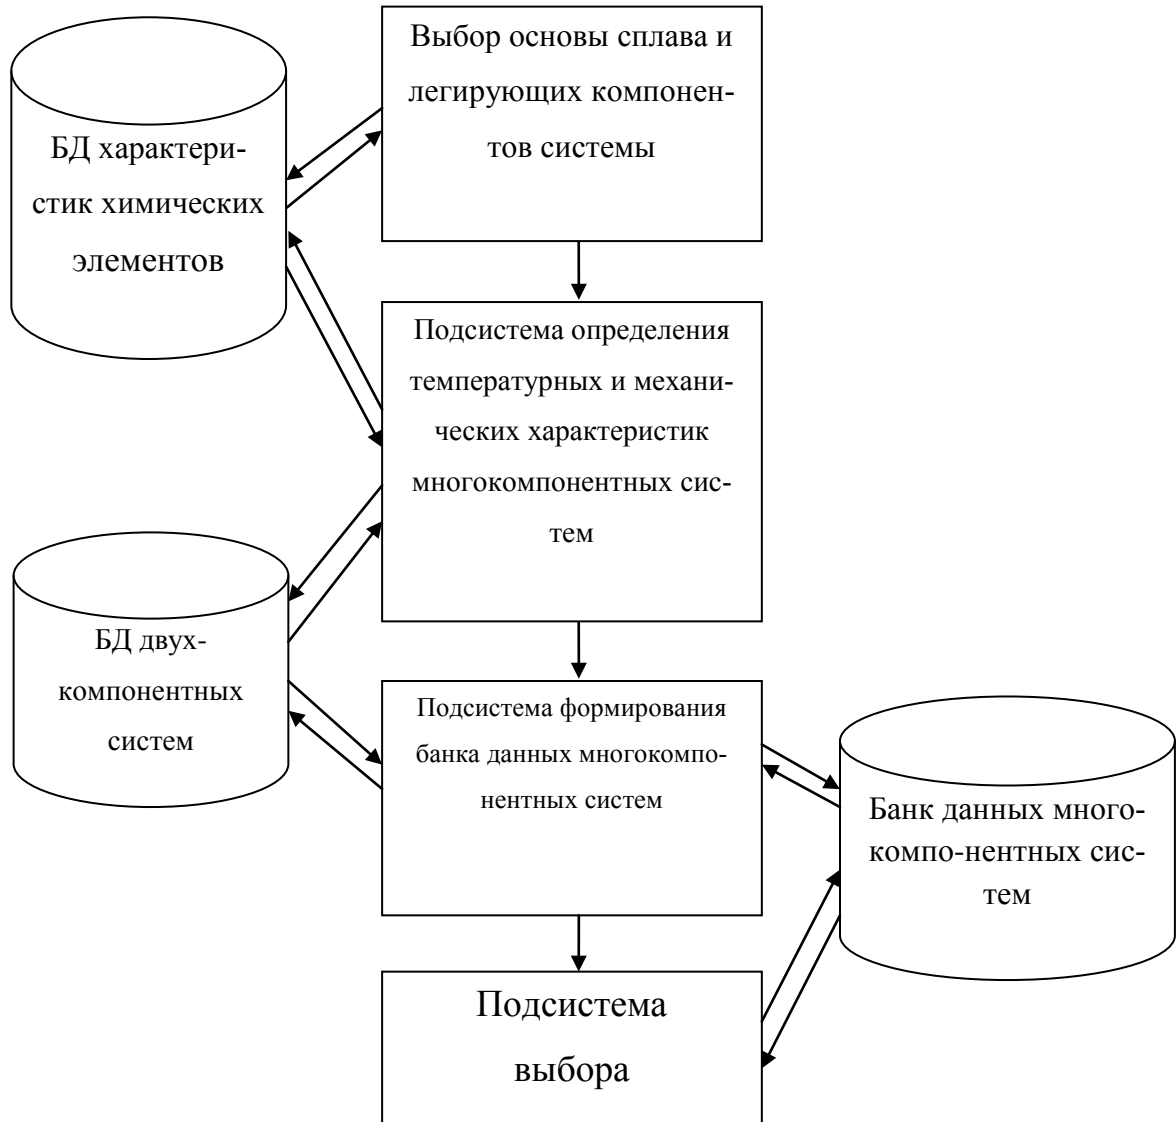 Выбор основы сплава и
легирующих компонен-
тов системы
БД характери-
стик химических
элементов
Подсистема определения
температурных и механи-
ческих характеристик
многокомпонентных сис-
тем
БД двух-
компонентных
систем
Подсистема формирования
банка данных многокомпо-
нентных систем
Банк данных много-
компо-нентных сис-
тем
Подсистема
выбора